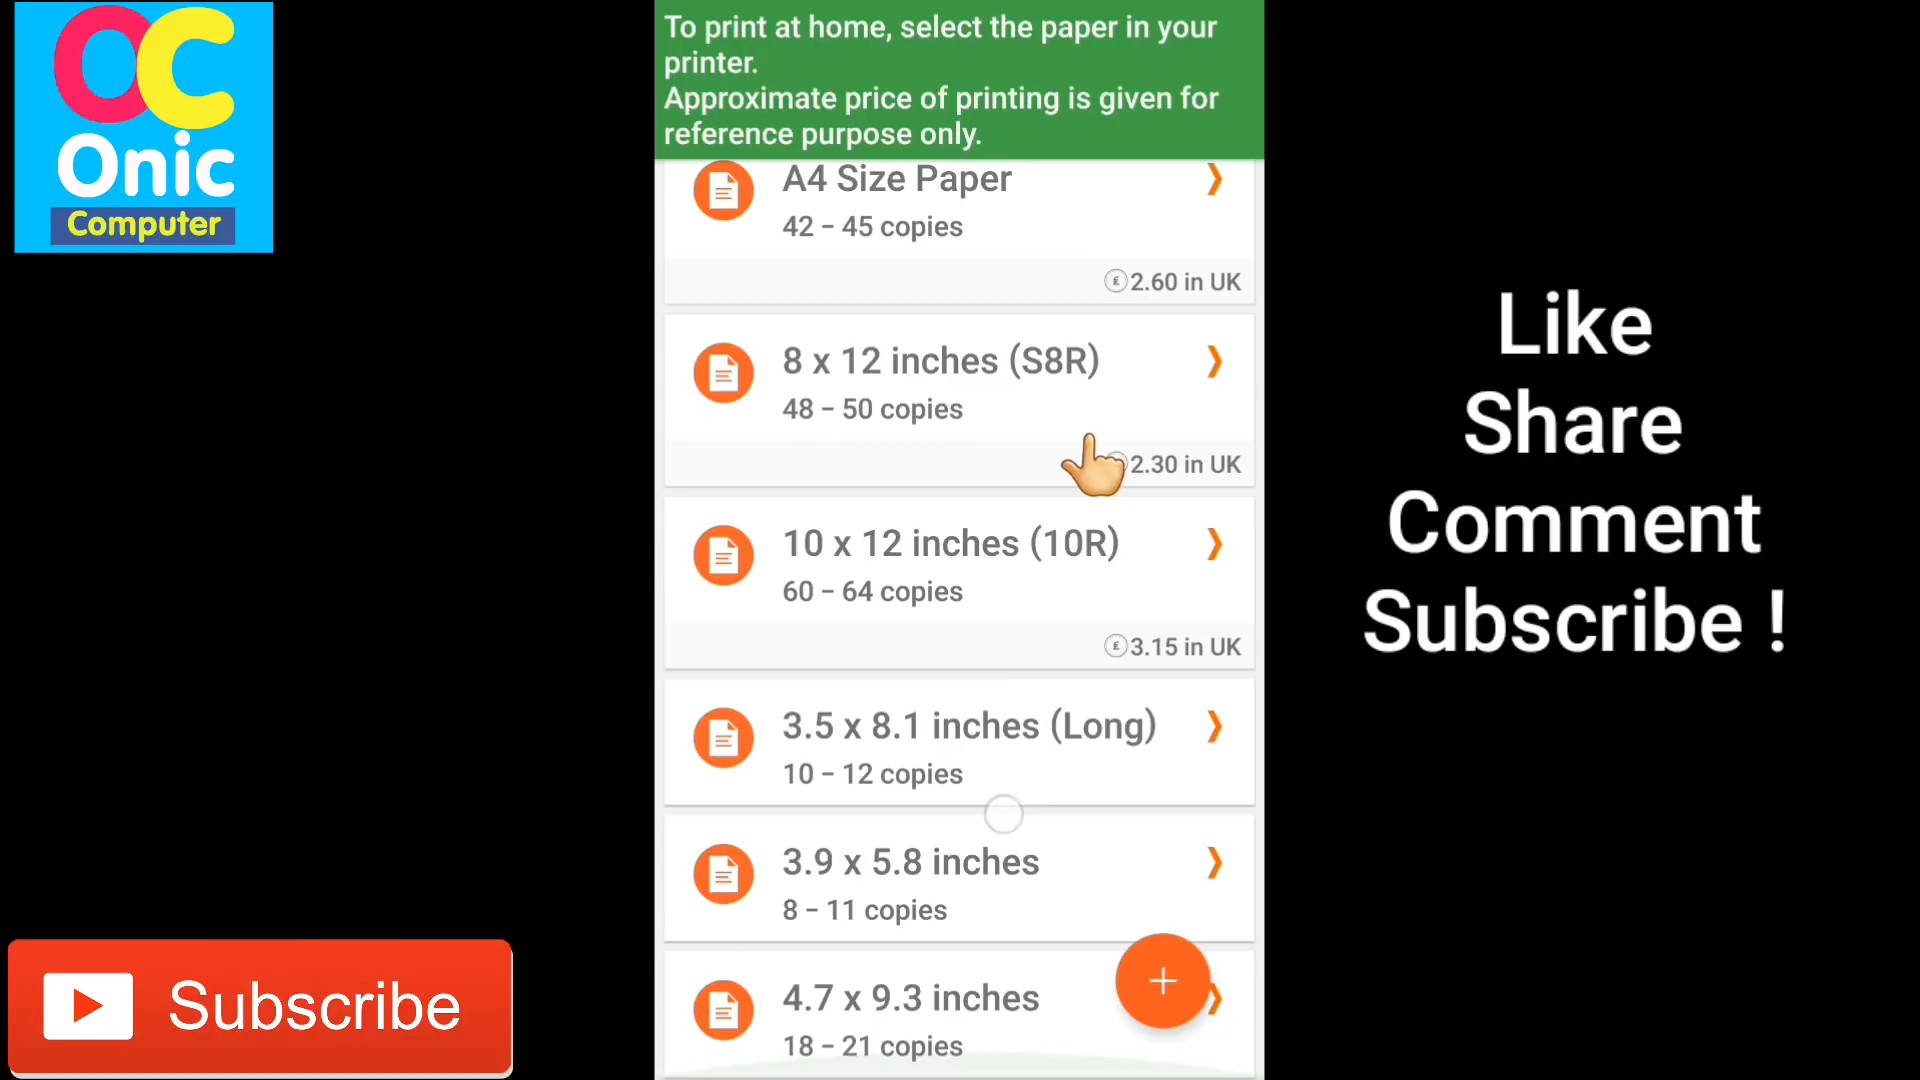 OC
Onic
Computer
To print at home, select the paper in your
printer.
Approximate price of printing is given for
reference purpose only.
A4 Size Paper
42 – 45 copies
£ 2.60 in UK
8 x 12 inches (S8R)
48 – 50 copies
2.30 in UK
10 x 12 inches (10R)
60 – 64 copies
£ 3.15 in UK
3.5 x 8.1 inches (Long)
10 – 12 copies
3.9 x 5.8 inches
8 – 11 copies
4.7 x 9.3 inches
18 – 21 copies
Like
Share
Comment
Subscribe !
Subscribe